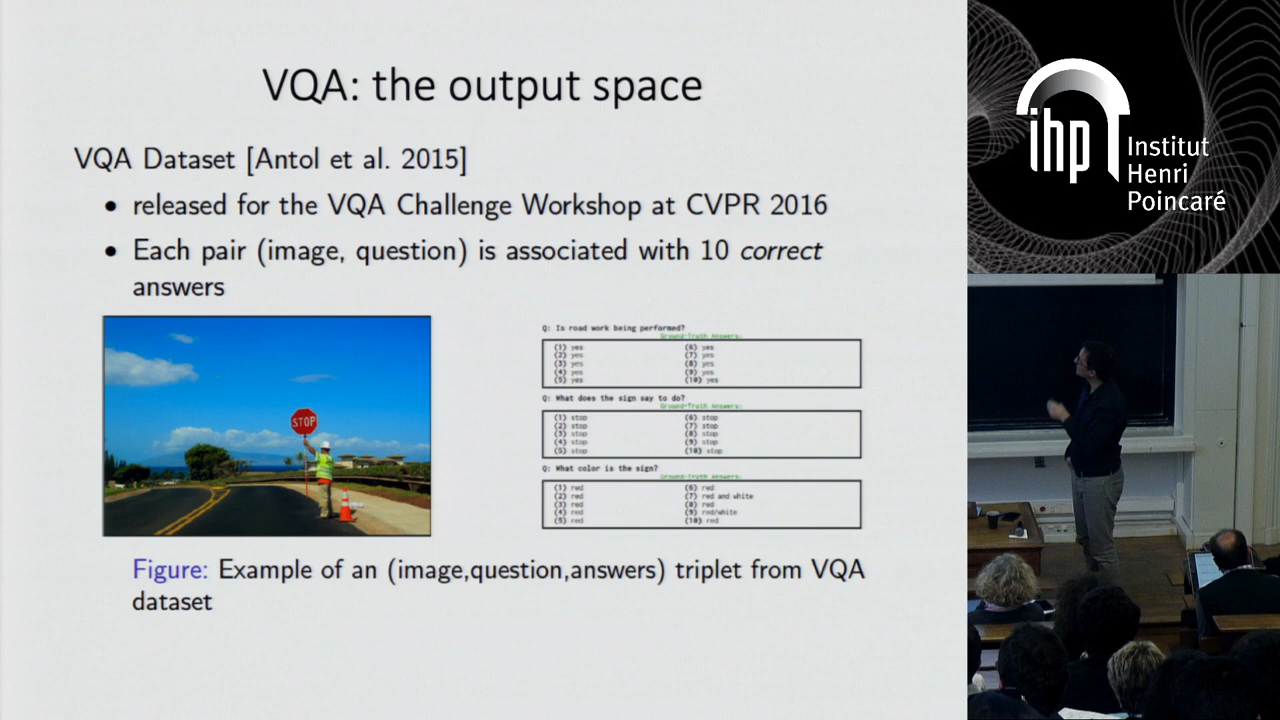 VQA: the output space
VQA Dataset [Antol et al. 2015]
• released for the VQA Challenge Workshop at CVPR 2016
• Each pair (image, question) is associated with 10 correct
answers
STOP
Q: Is road work being performed?
Ground-Truth Answers:
(1) yes (6) yes
(2) yes (7) yes
(3) yes (8) yes
(4) yes (9) yes
(5) yes (10) yes
Q: What does the sign say to do?
Ground-Truth Answers:
(1) stop (6) stop
(2) stop (7) stop
(3) stop (8) stop
(4) stop (9) stop
(5) stop (10) stop
Q: What color is the sign?
Ground-Truth Answers:
(1) red (6) red
(2) red (7) red and white
(3) red (8) red
(4) red (9) red/white
(5) red (10) red
Figure: Example of an (image,question,answers) triplet from VQA
dataset
ihp
Institut
Henri
Poincaré